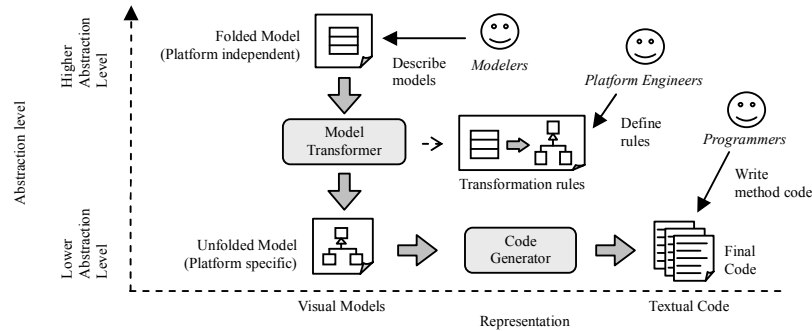 Folded Model
(Platform independent)
Describe
models
Modelers
Platform Engineers
Define
rules
Programmers
Write
method code
Model
Transformer
Transformation rules
Unfolded Model
(Platform specific)
Code
Generator
Final
Code
Abstraction level
Higher
Abstraction
Level
Lower
Abstraction
Level
Visual Models
Representation
Textual Code